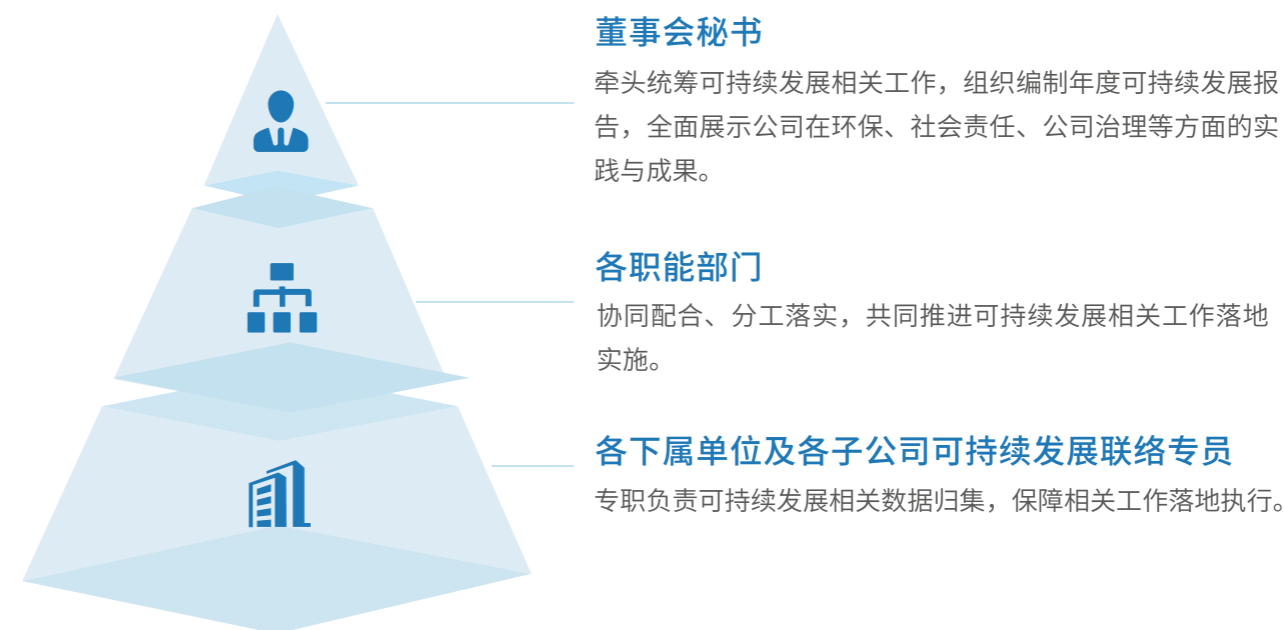 董事会秘书
牵头统筹可持续发展相关工作，组织编制年度可持续发展报
告，全面展示公司在环保、社会责任、公司治理等方面的实
践与成果。
各职能部门
协同配合、分工落实，共同推进可持续发展相关工作落地
实施。
各下属单位及各子公司可持续发展联络专员
专职负责可持续发展相关数据归集，保障相关工作落地执行。